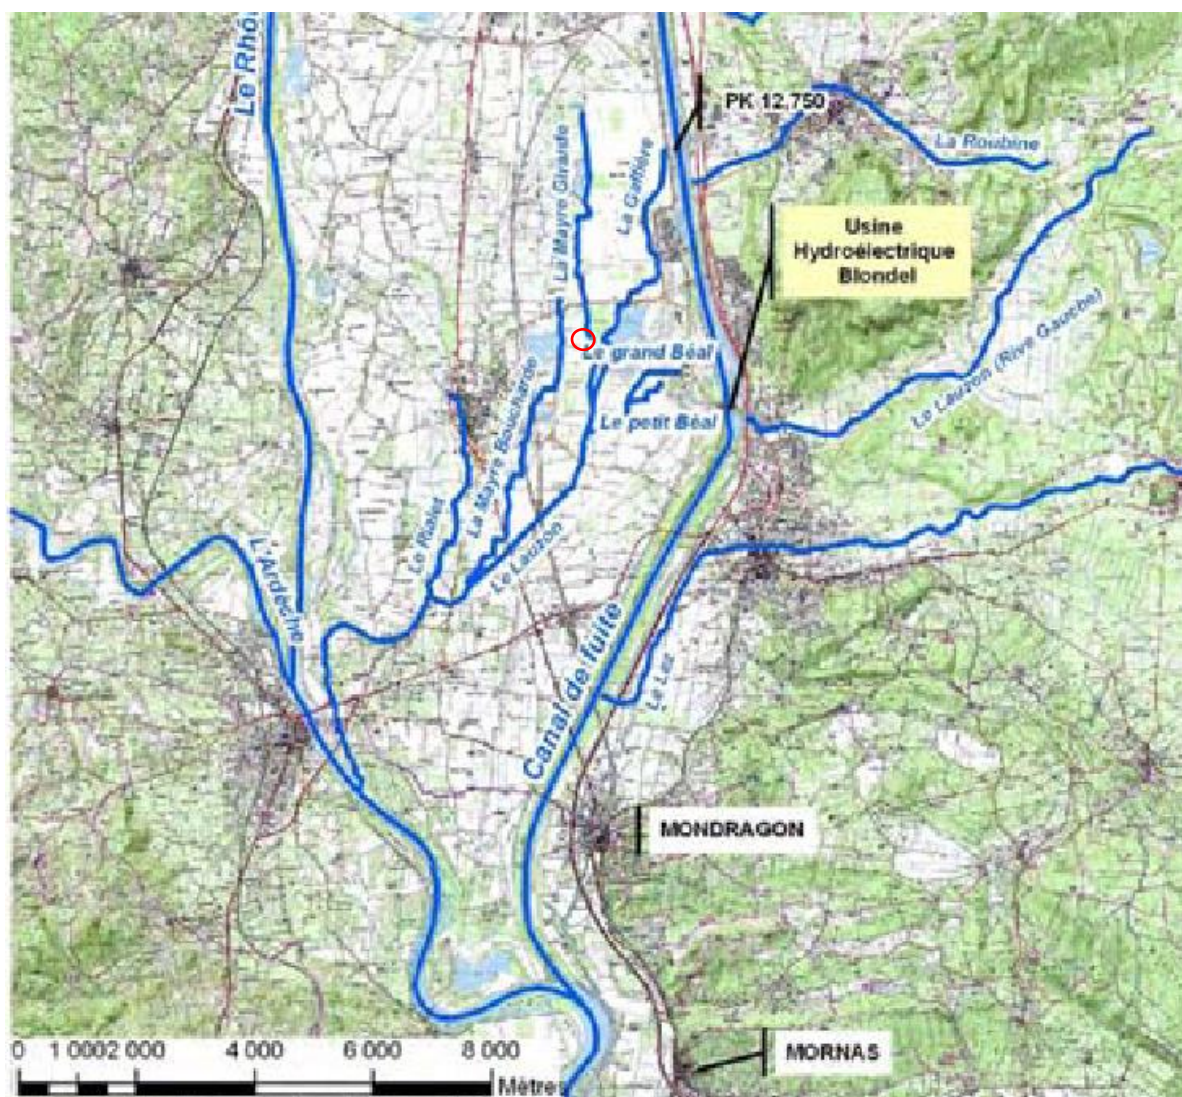 Le Rhô
PK 12.750
La Roubine
La Mayre Girarde
La Gaffière
Usine
Hydroélectrique
Blondel
Le grand Béal
Le Lauzon (Rive Gauche)
La Mayre Boucharde
Le petit Béal
Le Rialet
Le Lauzon
L'Ardèche
Le Lez
Canal de fuite
MONDRAGON
MORNAS
0 1 000 2 000 4 000 6 000 8 000
Mètres